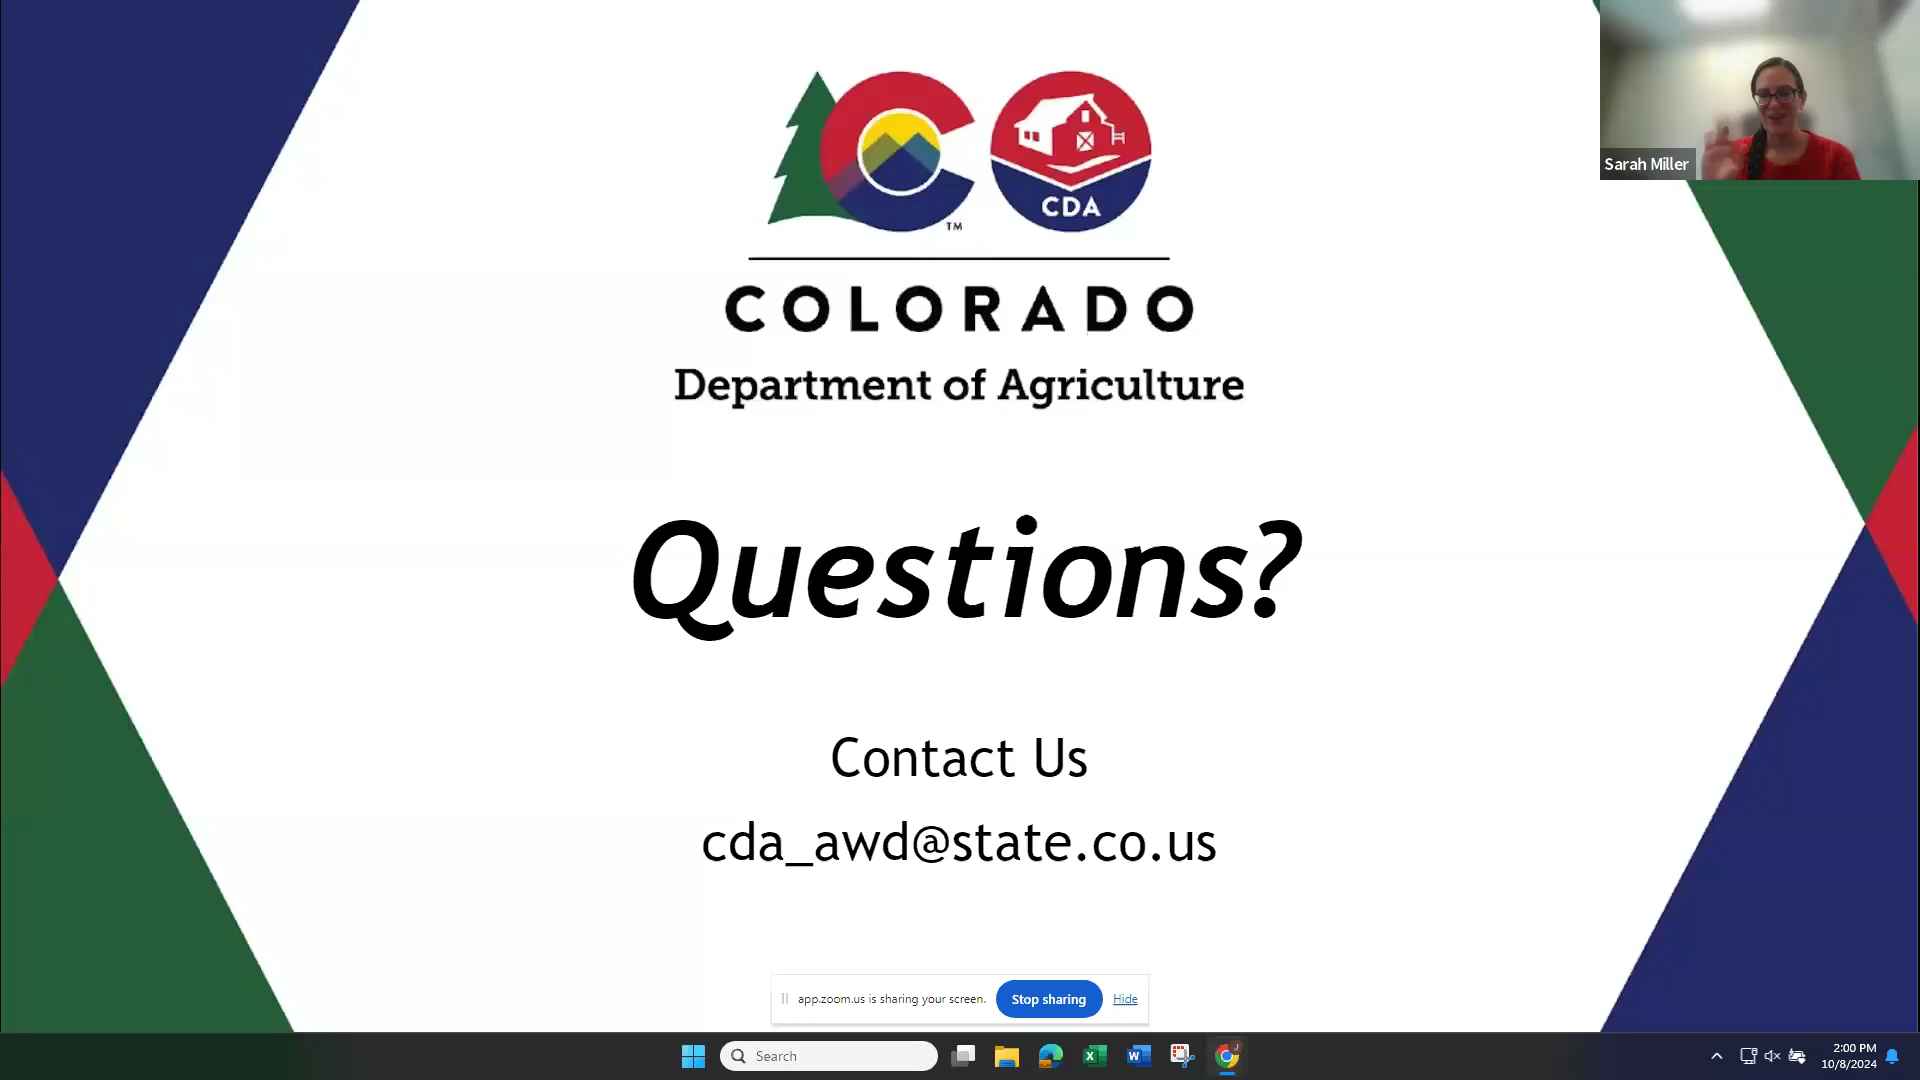 Sarah Miller
TM
CDA
COLORADO
Department of Agriculture
Questions?
Contact Us
cda_awd@state.co.us
app.zoom.us is sharing your screen.
Stop sharing
Hide
Search
2:00 PM
10/8/2024